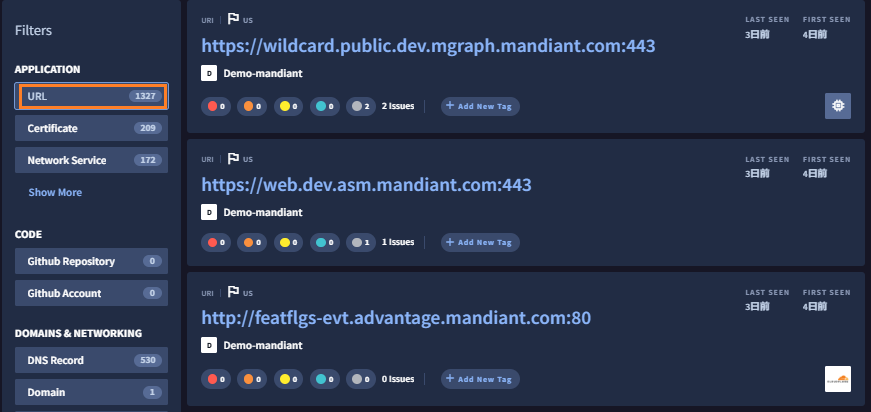 Filters
APPLICATION
URL 1327
Certificate 209
Network Service 172
Show More
CODE
Github Repository 0
Github Account 0
DOMAINS & NETWORKING
DNS Record 530
Domain 1
URI US
LAST SEEN FIRST SEEN
3日前 4日前
https://wildcard.public.dev.mgraph.mandiant.com:443
D Demo-mandiant
0 0 0 0 2 2 Issues + Add New Tag
URI US
LAST SEEN FIRST SEEN
3日前 4日前
https://web.dev.asm.mandiant.com:443
D Demo-mandiant
0 0 0 0 1 1 Issues + Add New Tag
URI US
LAST SEEN FIRST SEEN
3日前 4日前
http://featflgs-evt.advantage.mandiant.com:80
D Demo-mandiant
0 0 0 0 0 0 Issues + Add New Tag